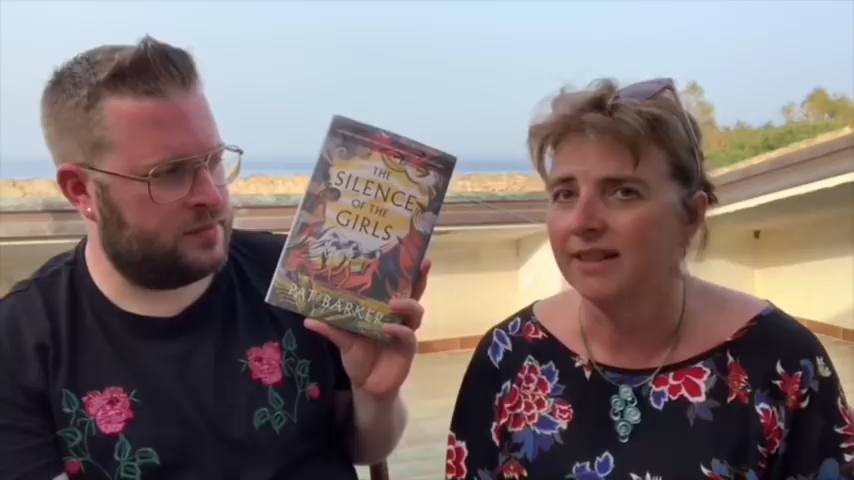 THE
SILENCE
OF THE
GIRLS
PAT BARKER